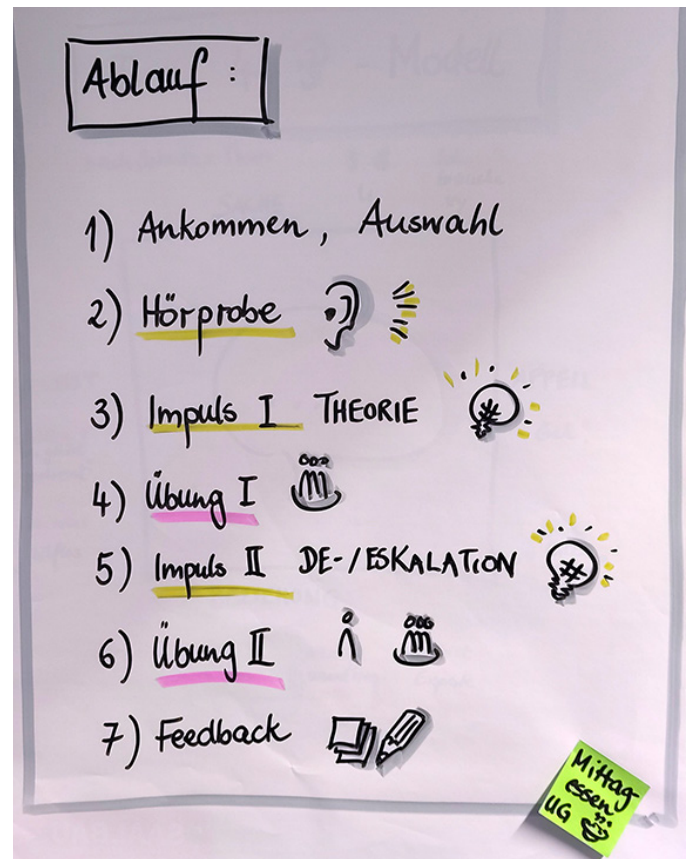 Ablauf :
1) Ankommen, Auswahl
2) Hörprobe
3) Impuls I THEORIE
4) Übung I
5) Impuls II DE-/ESKALATION
6) Übung II
7) Feedback
Mittag
essen
UG
- Modell